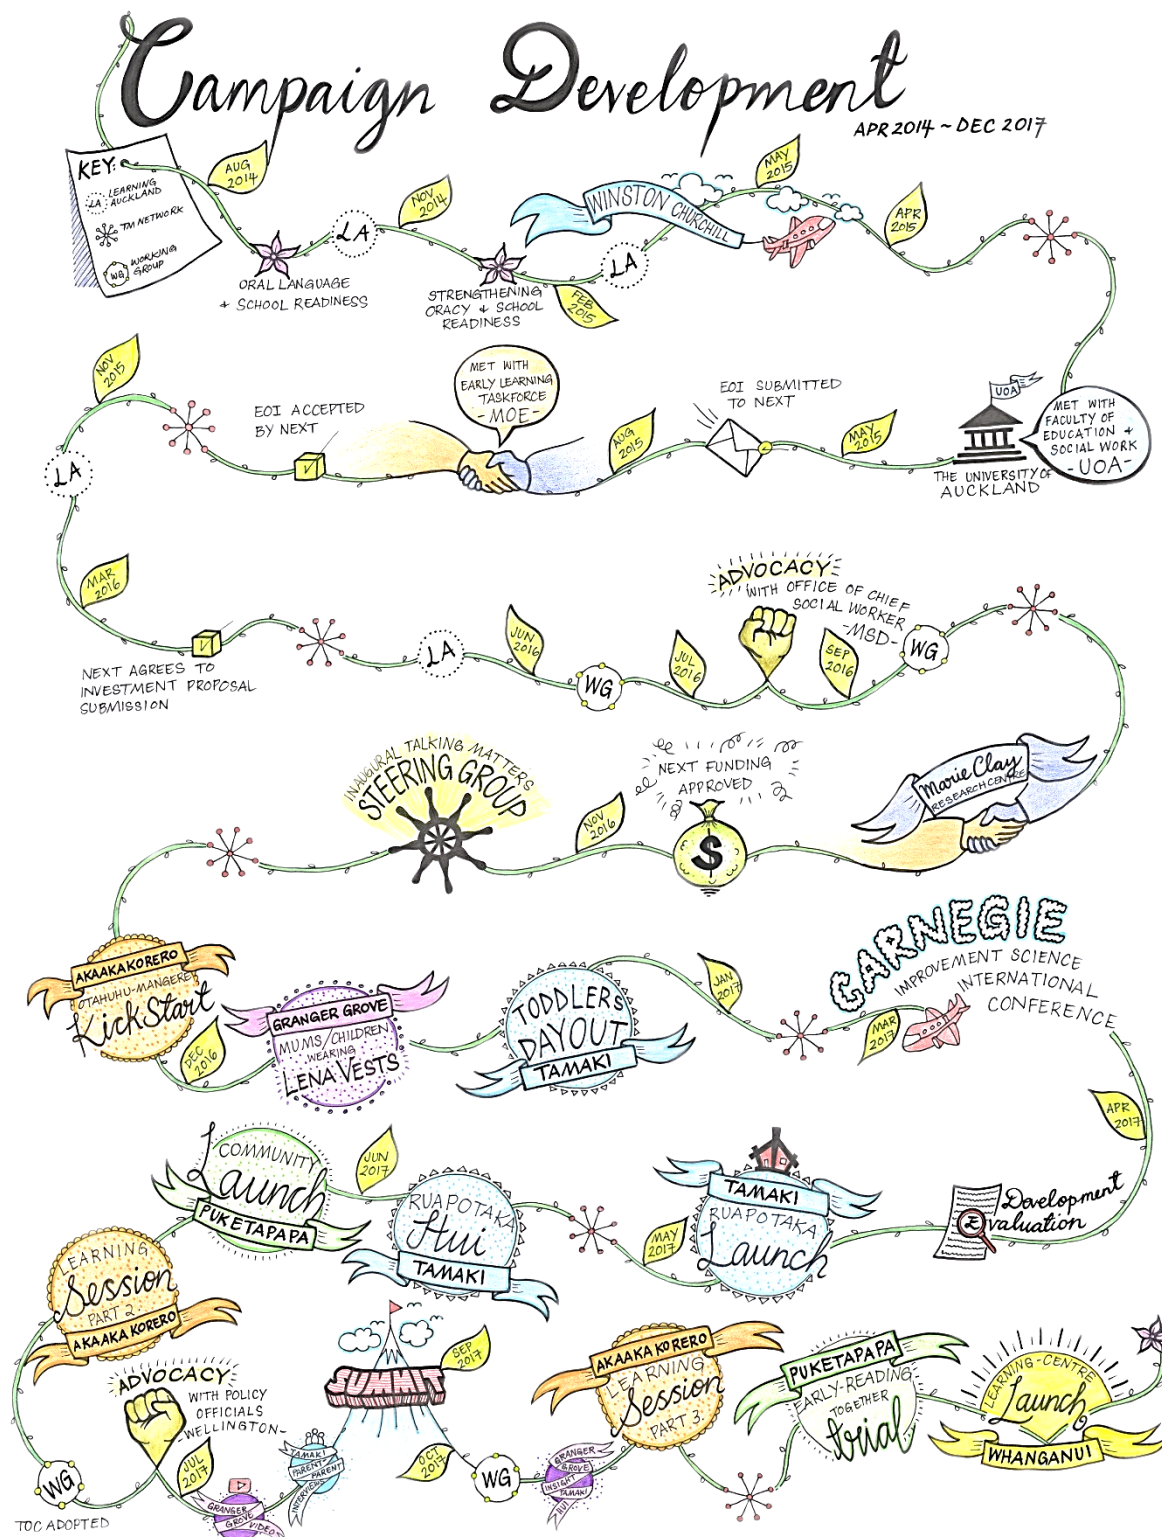 Campaign Development
APR 2014 ~ DEC 2017
KEY:
LA LEARNING
AUCKLAND
TM NETWORK
WG WORKING
GROUP
AUG
2014
ORAL LANGUAGE
& SCHOOL READINESS
LA
NOV
2014
STRENGTHENING
ORACY & SCHOOL
READINESS
FEB
2015
LA
WINSTON CHURCHILL
MAY
2015
APR
2015
MET WITH
FACULTY OF
EDUCATION &
SOCIAL WORK
-UOA-
UOA
THE UNIVERSITY OF
AUCKLAND
MAY
2015
EOI SUBMITTED
TO NEXT
AUG
2015
MET WITH
EARLY LEARNING
TASKFORCE
-MOE-
EOI ACCEPTED
BY NEXT
NOV
2015
LA
MAR
2016
NEXT AGREES TO
INVESTMENT PROPOSAL
SUBMISSION
LA
JUN
2016
WG
JUL
2016
ADVOCACY
WITH OFFICE OF CHIEF
SOCIAL WORKER
-MSD-
SEP
2016
WG
Marie Clay
RESEARCH CENTRE
NEXT FUNDING
APPROVED
$
NOV
2016
INAUGURAL TALKING MATTERS
STEERING GROUP
AKAAKAKORERO
OTAHUHU-MANGERE
KickStart
DEC
2016
GRANGER GROVE
MUMS/CHILDREN
WEARING
LENA VESTS
TODDLERS
DAYOUT
TAMAKI
JAN
2017
MAR
2017
CARNEGIE
IMPROVEMENT SCIENCE
INTERNATIONAL
CONFERENCE
APR
2017
Development
Evaluation
TAMAKI
RUAPOTAKA
Launch
MAY
2017
RUAPOTAKA
Hui
TAMAKI
JUN
2017
COMMUNITY
Launch
PUKETAPAPA
LEARNING
Session
PART 2
AKAAKA KORERO
WG
TOC ADOPTED
ADVOCACY
WITH POLICY
OFFICIALS
-WELLINGTON-
JUL
2017
GRANGER
GROVE VIDEO
TAMAKI
PARENT-
PARENT
INTERVIEWS
SUMMIT
SEP
2017
OCT
2017
WG
GRANGER
GROVE
INSIGHT
TAMAKI
HUI
AKAAKA KORERO
LEARNING
Session
PART 3
PUKETAPAPA
EARLY-READING
TOGETHER
trial
LEARNING-CENTRE
Launch
WHANGANUI